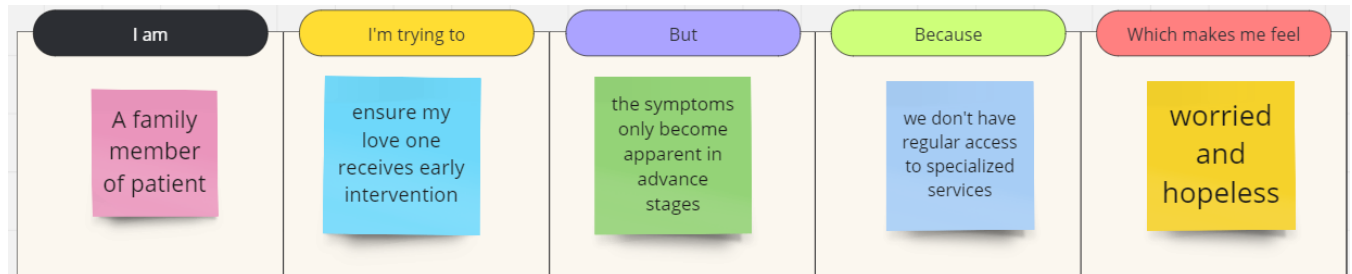 I am
I'm trying to
But
Because
Which makes me feel
A family
member
of patient
ensure my
love one
receives early
intervention
the symptoms
only become
apparent in
advance
stages
we don't have
regular access
to specialized
services
worried
and
hopeless